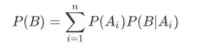 P(B) = \sum_{i=1}^{n} P(A_i)P(B|A_i)